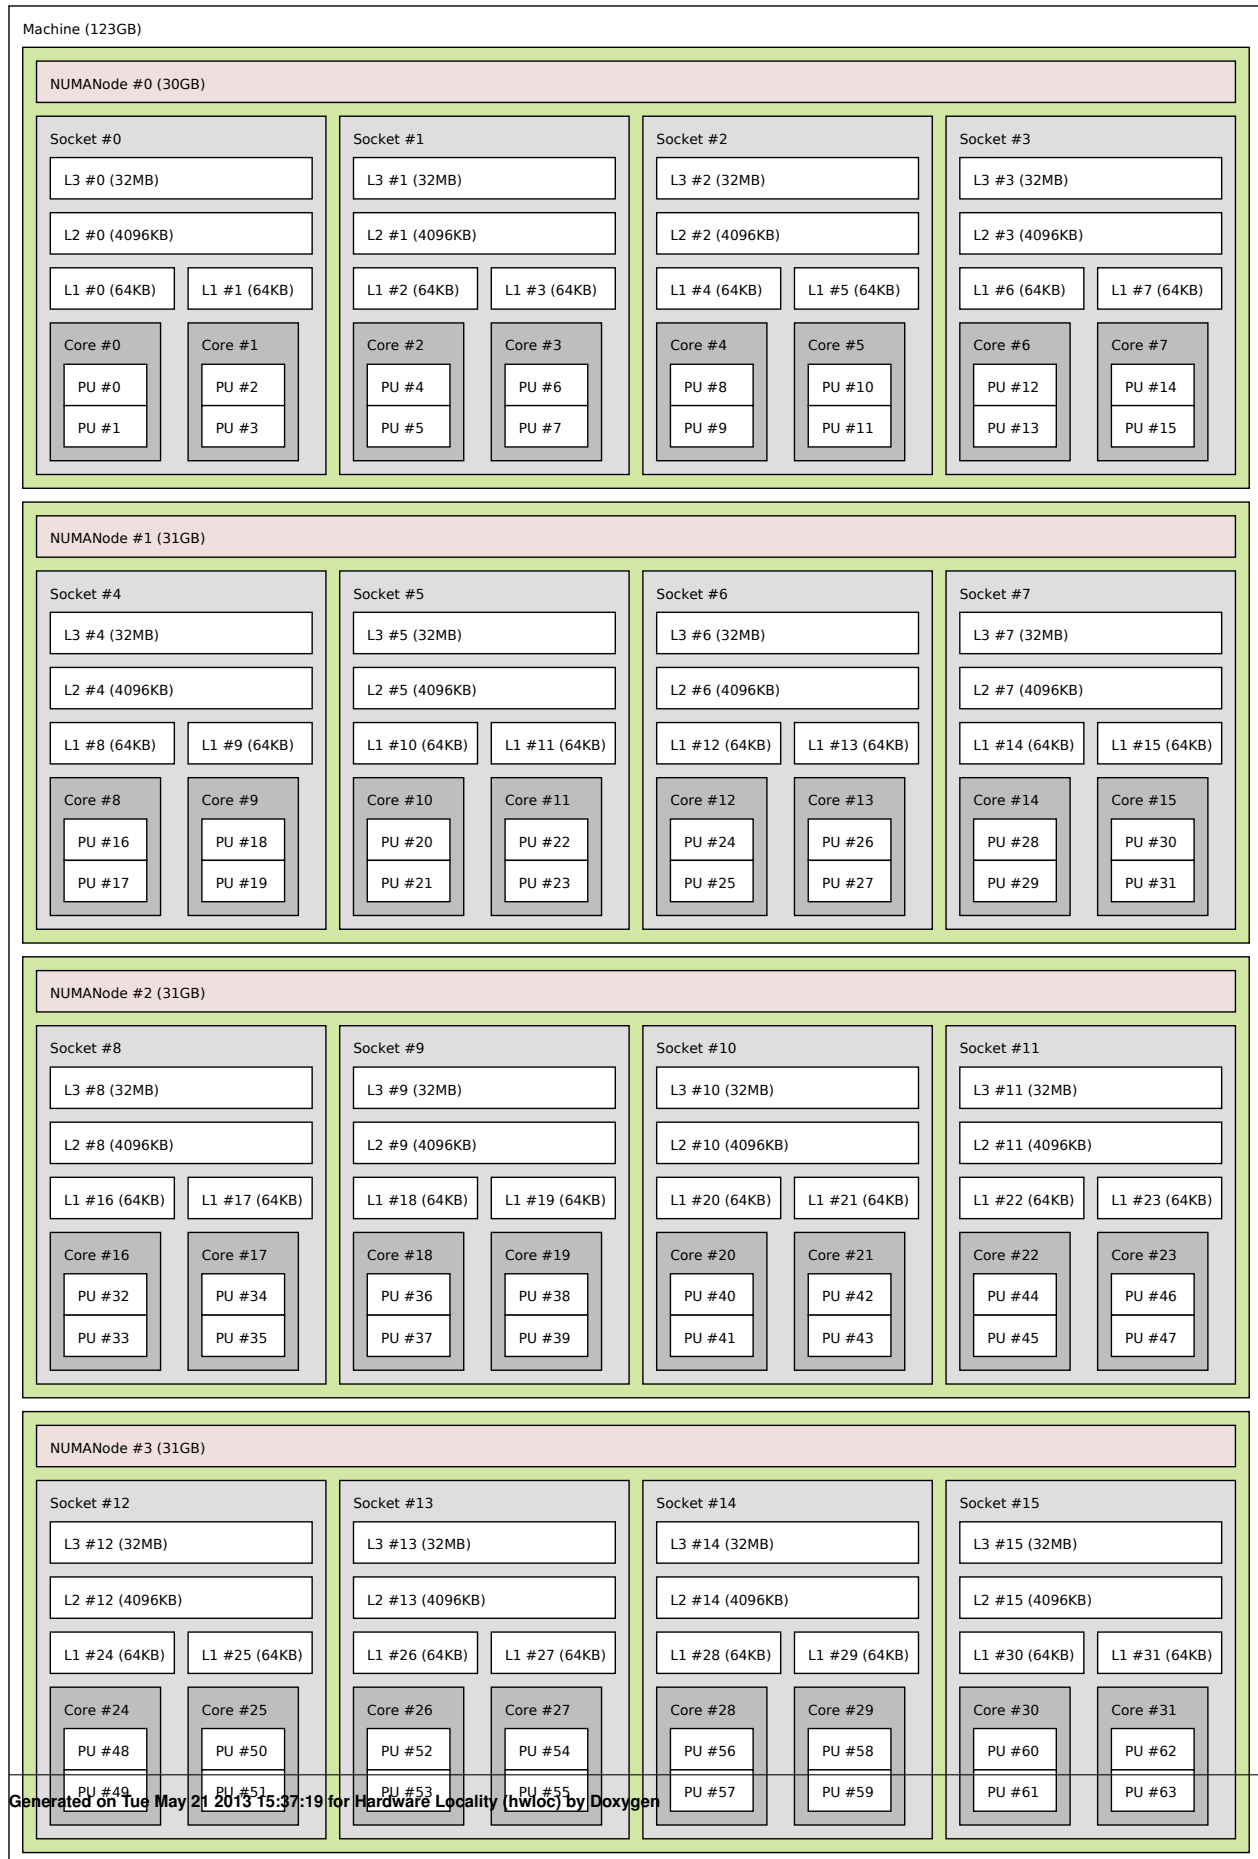 Machine (123GB)
NUMANode #0 (30GB)
Socket #0 Socket #1 Socket #2 Socket #3
L3 #0 (32MB) L3 #1 (32MB) L3 #2 (32MB) L3 #3 (32MB)
L2 #0 (4096KB) L2 #1 (4096KB) L2 #2 (4096KB) L2 #3 (4096KB)
L1 #0 (64KB) L1 #1 (64KB) L1 #2 (64KB) L1 #3 (64KB) L1 #4 (64KB) L1 #5 (64KB) L1 #6 (64KB) L1 #7 (64KB)
Core #0 Core #1 Core #2 Core #3 Core #4 Core #5 Core #6 Core #7
PU #0 PU #2 PU #4 PU #6 PU #8 PU #10 PU #12 PU #14
PU #1 PU #3 PU #5 PU #7 PU #9 PU #11 PU #13 PU #15
NUMANode #1 (31GB)
Socket #4 Socket #5 Socket #6 Socket #7
L3 #4 (32MB) L3 #5 (32MB) L3 #6 (32MB) L3 #7 (32MB)
L2 #4 (4096KB) L2 #5 (4096KB) L2 #6 (4096KB) L2 #7 (4096KB)
L1 #8 (64KB) L1 #9 (64KB) L1 #10 (64KB) L1 #11 (64KB) L1 #12 (64KB) L1 #13 (64KB) L1 #14 (64KB) L1 #15 (64KB)
Core #8 Core #9 Core #10 Core #11 Core #12 Core #13 Core #14 Core #15
PU #16 PU #18 PU #20 PU #22 PU #24 PU #26 PU #28 PU #30
PU #17 PU #19 PU #21 PU #23 PU #25 PU #27 PU #29 PU #31
NUMANode #2 (31GB)
Socket #8 Socket #9 Socket #10 Socket #11
L3 #8 (32MB) L3 #9 (32MB) L3 #10 (32MB) L3 #11 (32MB)
L2 #8 (4096KB) L2 #9 (4096KB) L2 #10 (4096KB) L2 #11 (4096KB)
L1 #16 (64KB) L1 #17 (64KB) L1 #18 (64KB) L1 #19 (64KB) L1 #20 (64KB) L1 #21 (64KB) L1 #22 (64KB) L1 #23 (64KB)
Core #16 Core #17 Core #18 Core #19 Core #20 Core #21 Core #22 Core #23
PU #32 PU #34 PU #36 PU #38 PU #40 PU #42 PU #44 PU #46
PU #33 PU #35 PU #37 PU #39 PU #41 PU #43 PU #45 PU #47
NUMANode #3 (31GB)
Socket #12 Socket #13 Socket #14 Socket #15
L3 #12 (32MB) L3 #13 (32MB) L3 #14 (32MB) L3 #15 (32MB)
L2 #12 (4096KB) L2 #13 (4096KB) L2 #14 (4096KB) L2 #15 (4096KB)
L1 #24 (64KB) L1 #25 (64KB) L1 #26 (64KB) L1 #27 (64KB) L1 #28 (64KB) L1 #29 (64KB) L1 #30 (64KB) L1 #31 (64KB)
Core #24 Core #25 Core #26 Core #27 Core #28 Core #29 Core #30 Core #31
PU #48 PU #50 PU #52 PU #54 PU #56 PU #58 PU #60 PU #62
PU #49 PU #51 PU #53 PU #55 PU #57 PU #59 PU #61 PU #63
Generated on Tue May 21 2013 15:37:19 for Hardware Locality (hwloc) by Doxygen